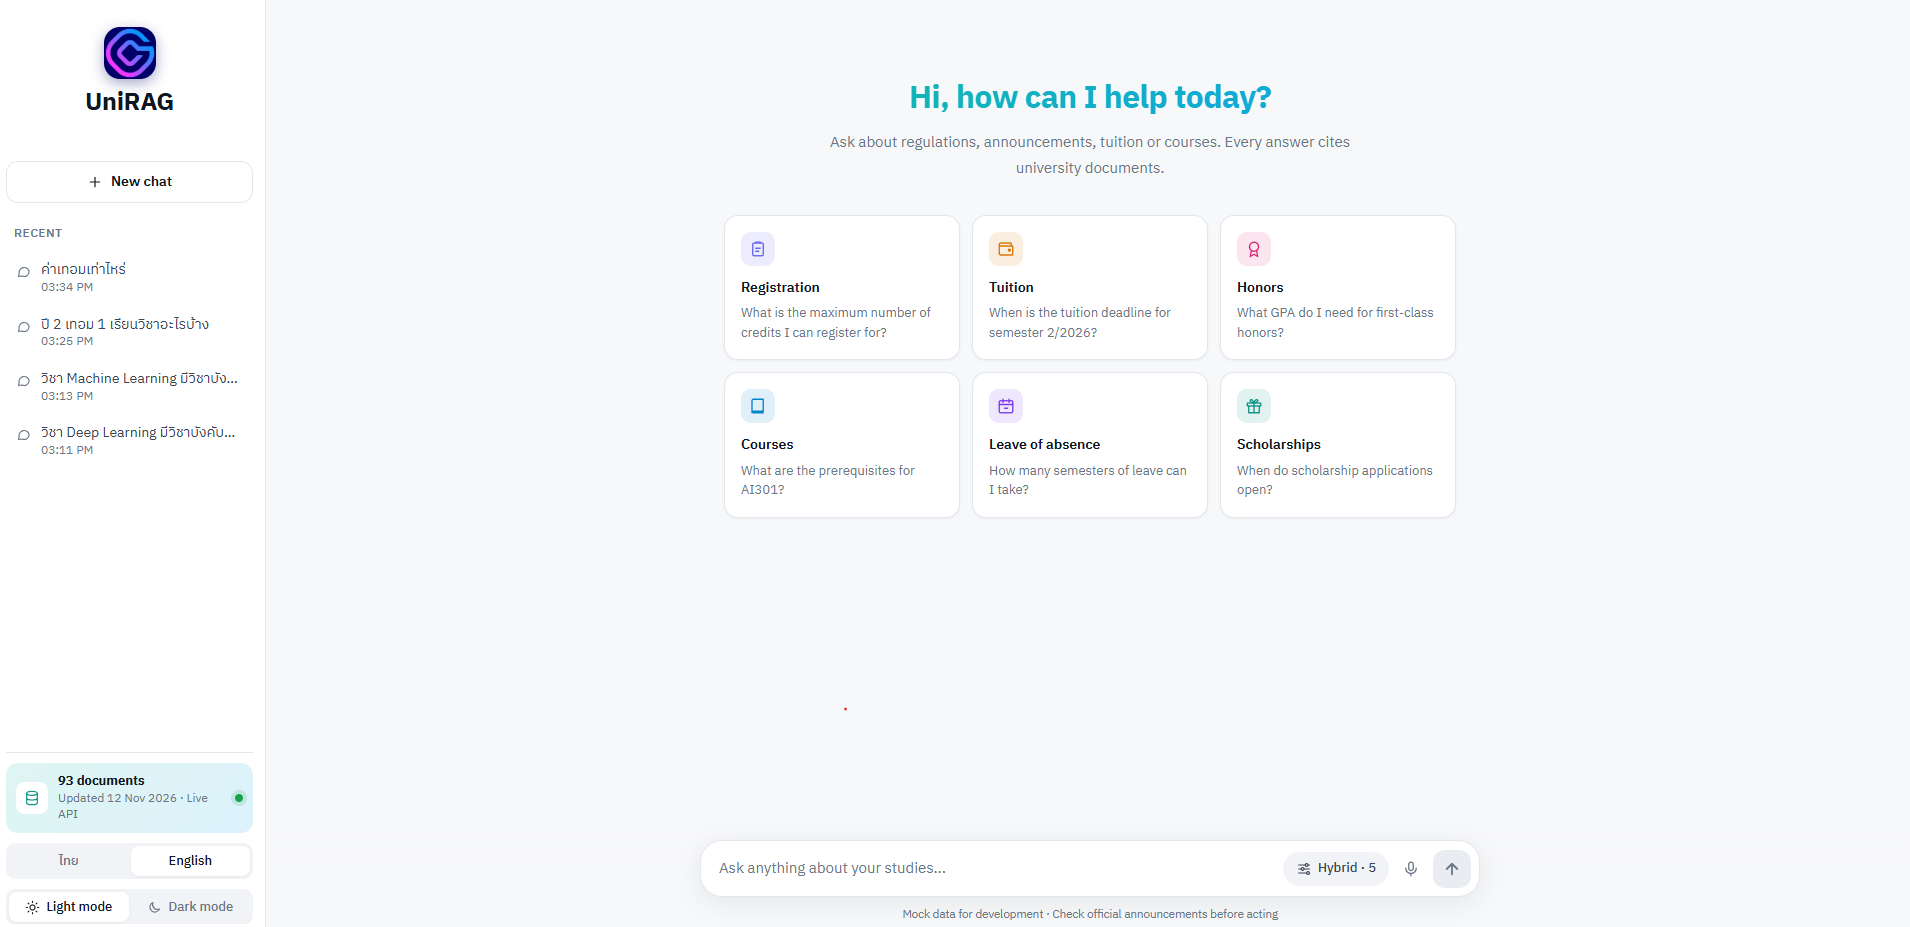 UniRAG
New chat
RECENT
ค่าเทอมเท่าไหร่
03:34 PM
ปี 2 เทอม 1 เรียนวิชาอะไรบ้าง
03:25 PM
วิชา Machine Learning มีวิชาบัง...
03:13 PM
วิชา Deep Learning มีวิชาบังคับ...
03:11 PM
93 documents
Updated 12 Nov 2026 · Live
API
ไทย
English
Light mode
Dark mode
Hi, how can I help today?
Ask about regulations, announcements, tuition or courses. Every answer cites
university documents.
Registration
What is the maximum number of
credits I can register for?
Tuition
When is the tuition deadline for
semester 2/2026?
Honors
What GPA do I need for first-class
honors?
Courses
What are the prerequisites for
AI301?
Leave of absence
How many semesters of leave can
I take?
Scholarships
When do scholarship applications
open?
Ask anything about your studies...
Hybrid · 5
Mock data for development · Check official announcements before acting